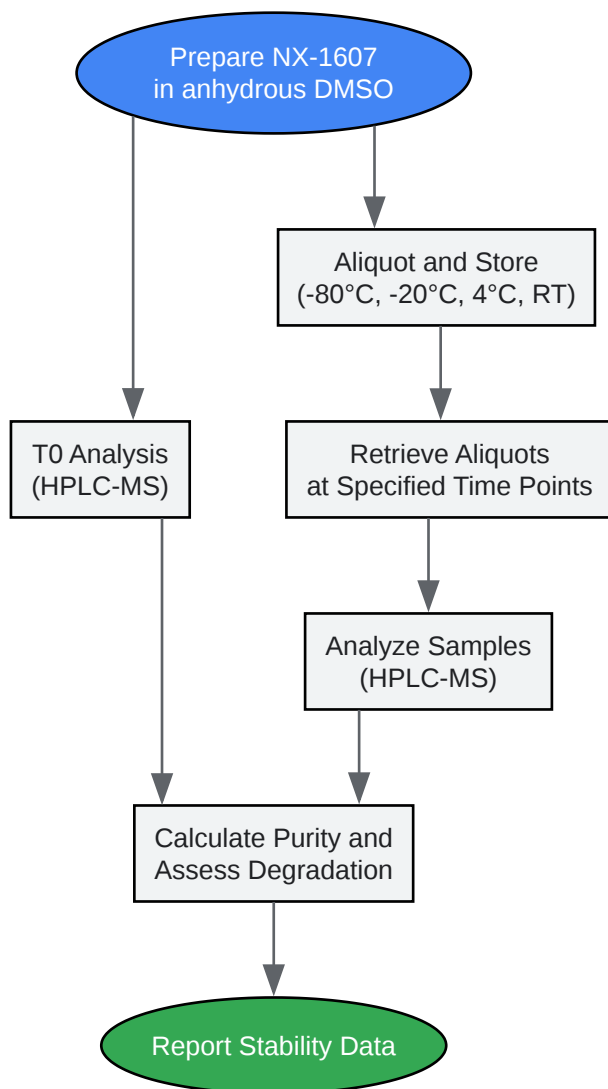 Prepare NX-1607
in anhydrous DMSO
Aliquot and Store
(-80°C, -20°C, 4°C, RT)
T0 Analysis
(HPLC-MS)
Retrieve Aliquots
at Specified Time Points
Analyze Samples
(HPLC-MS)
Calculate Purity and
Assess Degradation
Report Stability Data